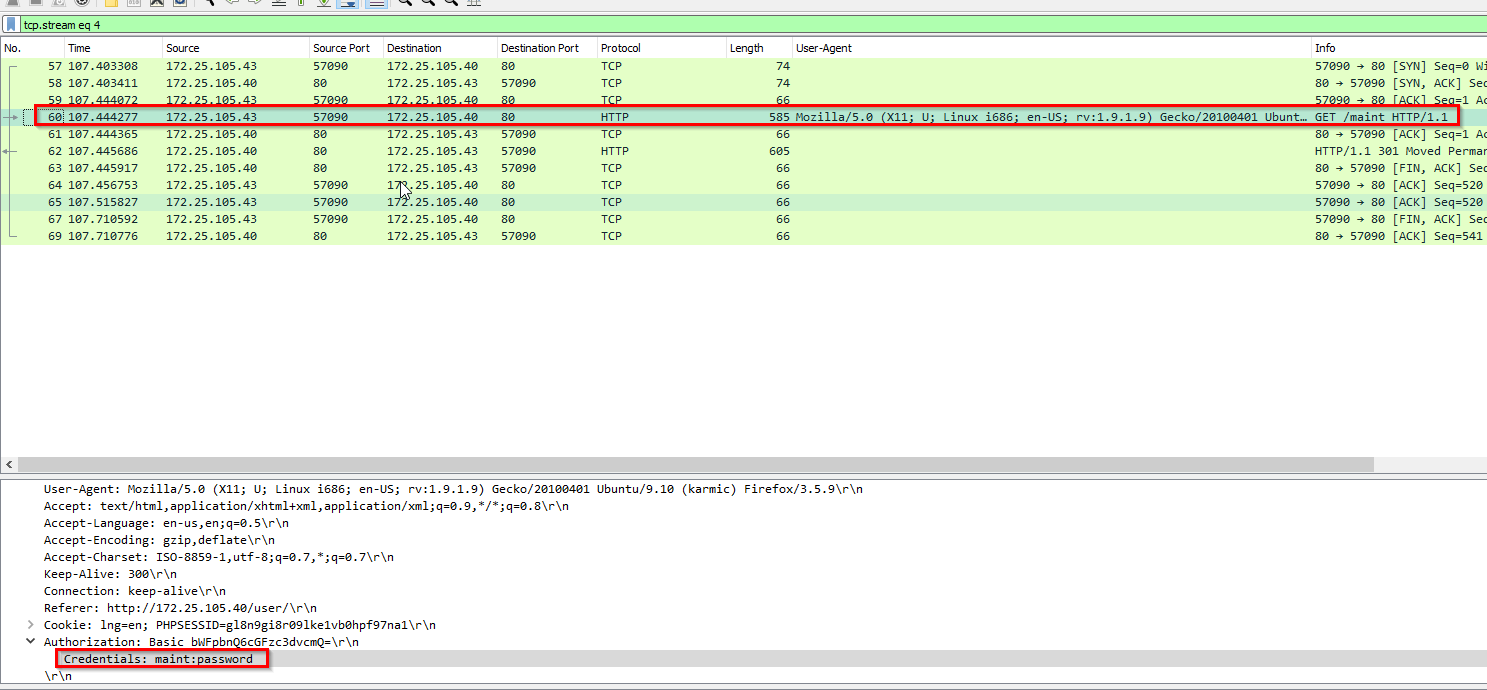 tcp.stream eq 4
No. Time Source Source Port Destination Destination Port Protocol Length User-Agent Info
57 107.403308 172.25.105.43 57090 172.25.105.40 80 TCP 74 57090 → 80 [SYN] Seq=0 Wi
58 107.403411 172.25.105.40 80 172.25.105.43 57090 TCP 74 80 → 57090 [SYN, ACK] Seq
59 107.444072 172.25.105.43 57090 172.25.105.40 80 TCP 66 57090 → 80 [ACK] Seq=1 Ac
60 107.444277 172.25.105.43 57090 172.25.105.40 80 HTTP 585 Mozilla/5.0 (X11; U; Linux i686; en-US; rv:1.9.1.9) Gecko/20100401 Ubunt… GET /maint HTTP/1.1
61 107.444365 172.25.105.40 80 172.25.105.43 57090 TCP 66 80 → 57090 [ACK] Seq=1 Ac
62 107.445686 172.25.105.40 80 172.25.105.43 57090 HTTP 605 HTTP/1.1 301 Moved Perma
63 107.445917 172.25.105.40 80 172.25.105.43 57090 TCP 66 80 → 57090 [FIN, ACK] Seq
64 107.456753 172.25.105.43 57090 172.25.105.40 80 TCP 66 57090 → 80 [ACK] Seq=520
65 107.515827 172.25.105.43 57090 172.25.105.40 80 TCP 66 57090 → 80 [ACK] Seq=520
67 107.710592 172.25.105.43 57090 172.25.105.40 80 TCP 66 57090 → 80 [FIN, ACK] Seq
69 107.710776 172.25.105.40 80 172.25.105.43 57090 TCP 66 80 → 57090 [ACK] Seq=541
User-Agent: Mozilla/5.0 (X11; U; Linux i686; en-US; rv:1.9.1.9) Gecko/20100401 Ubuntu/9.10 (karmic) Firefox/3.5.9\r\n
Accept: text/html,application/xhtml+xml,application/xml;q=0.9,*/*;q=0.8\r\n
Accept-Language: en-us,en;q=0.5\r\n
Accept-Encoding: gzip,deflate\r\n
Accept-Charset: ISO-8859-1,utf-8;q=0.7,*;q=0.7\r\n
Keep-Alive: 300\r\n
Connection: keep-alive\r\n
Referer: http://172.25.105.40/user/\r\n
Cookie: lng=en; PHPSESSID=gl8n9gi8r09lke1vb0hpf97na1\r\n
Authorization: Basic bWFpbnQ6cGFzc3dvcmQ=\r\n
Credentials: maint:password
\r\n